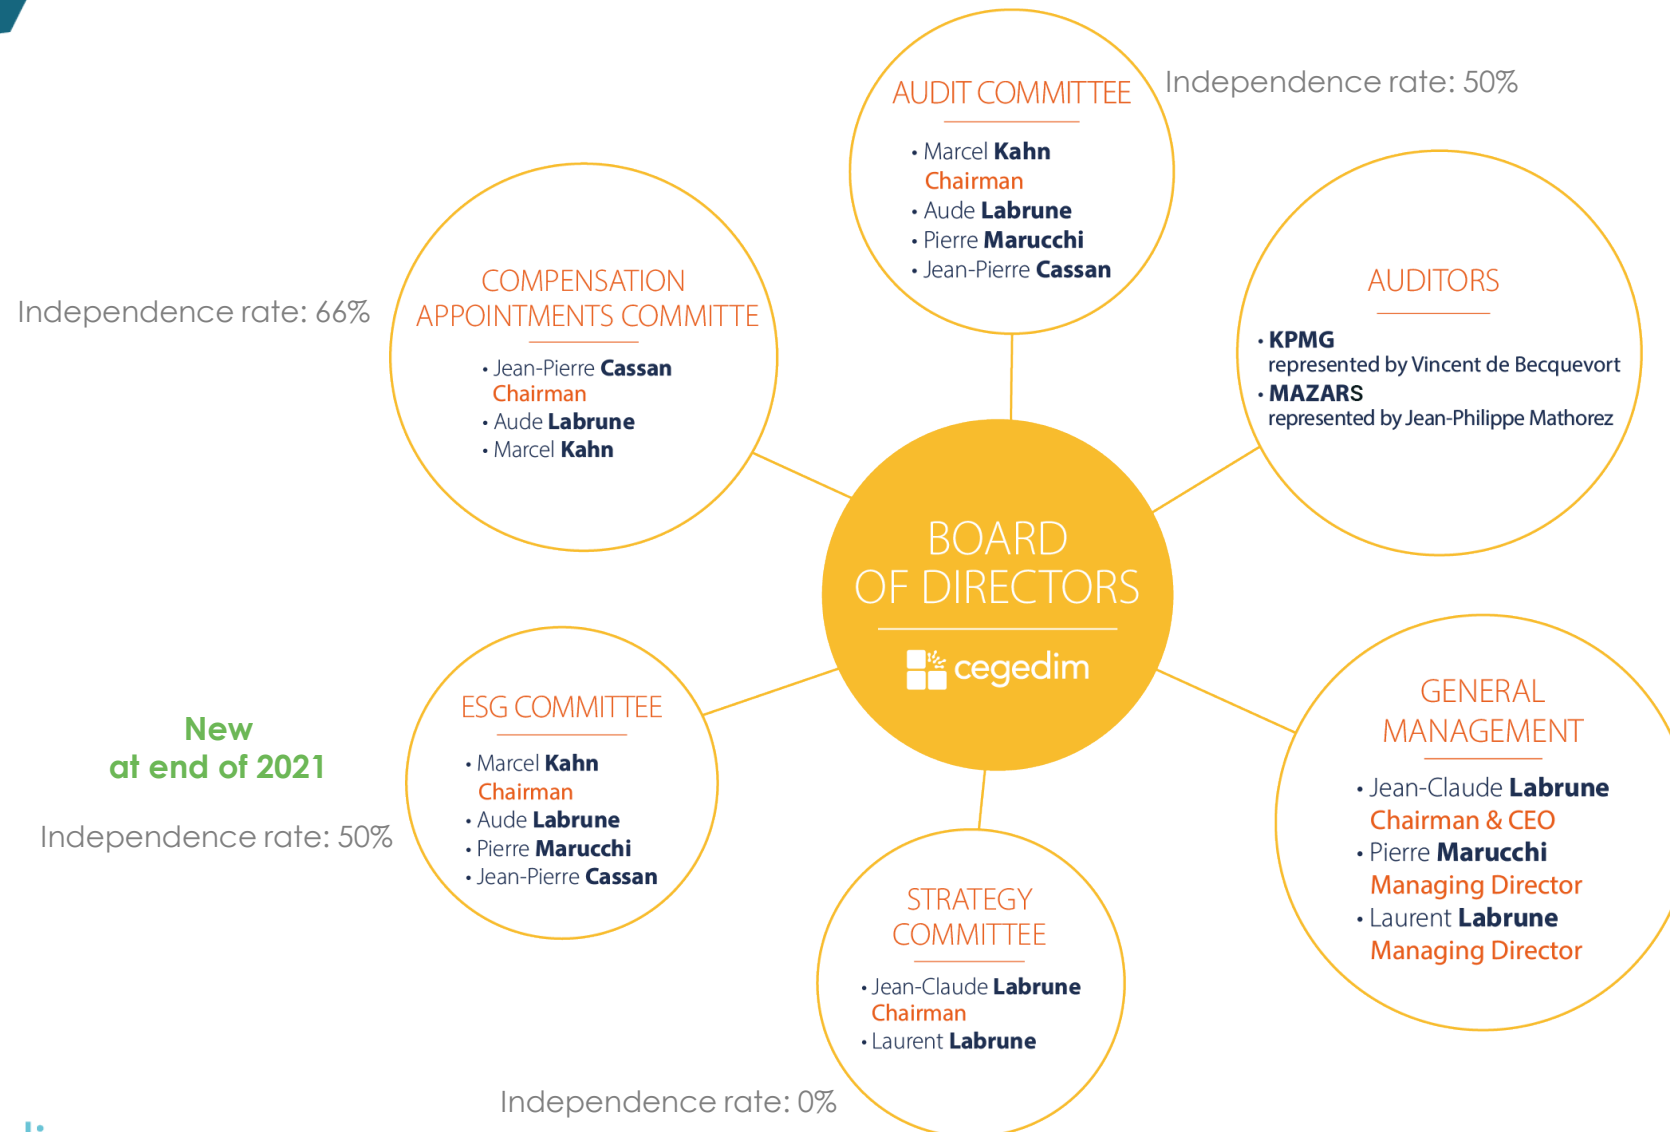 AUDIT COMMITTEE
Independence rate: 50%
• Marcel Kahn
Chairman
• Aude Labrune
• Pierre Marucchi
• Jean-Pierre Cassan
COMPENSATION
APPOINTMENTS COMMITTE
Independence rate: 66%
• Jean-Pierre Cassan
Chairman
• Aude Labrune
• Marcel Kahn
AUDITORS
• KPMG
represented by Vincent de Becquevort
• MAZARS
represented by Jean-Philippe Mathorez
BOARD
OF DIRECTORS
cegedim
ESG COMMITTEE
New
at end of 2021
Independence rate: 50%
• Marcel Kahn
Chairman
• Aude Labrune
• Pierre Marucchi
• Jean-Pierre Cassan
GENERAL
MANAGEMENT
• Jean-Claude Labrune
Chairman & CEO
• Pierre Marucchi
Managing Director
• Laurent Labrune
Managing Director
STRATEGY
COMMITTEE
• Jean-Claude Labrune
Chairman
• Laurent Labrune
Independence rate: 0%